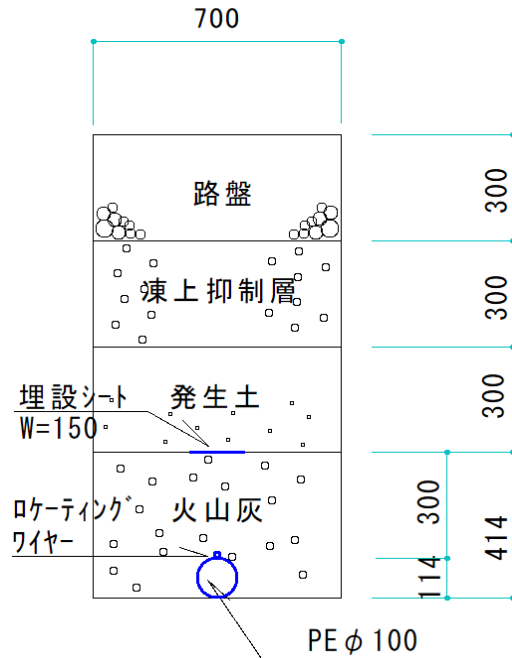 700
路盤
300
凍上抑制層
300
埋設シート
W=150
発生土
300
ロケーティング
ワイヤー
火山灰
300
414
114
PEφ100